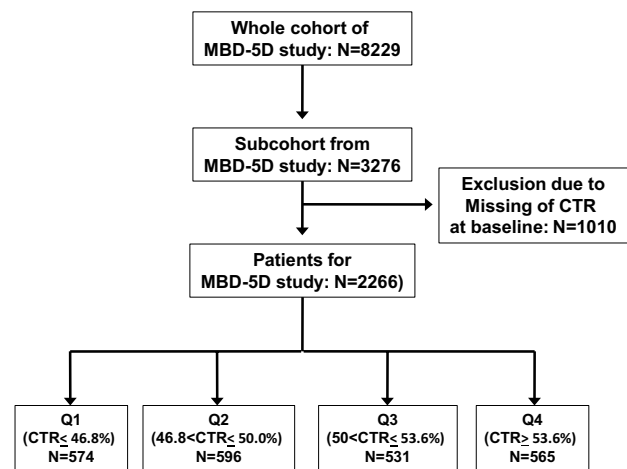 Whole cohort of
MBD-5D study: N=8229
Subcohort from
MBD-5D study: N=3276
Exclusion due to
Missing of CTR
at baseline: N=1010
Patients for
MBD-5D study: N=2266)
Q1
(CTR≤ 46.8%)
N=574
Q2
(46.8<CTR≤ 50.0%)
N=596
Q3
(50<CTR≤ 53.6%)
N=531
Q4
(CTR≥ 53.6%)
N=565